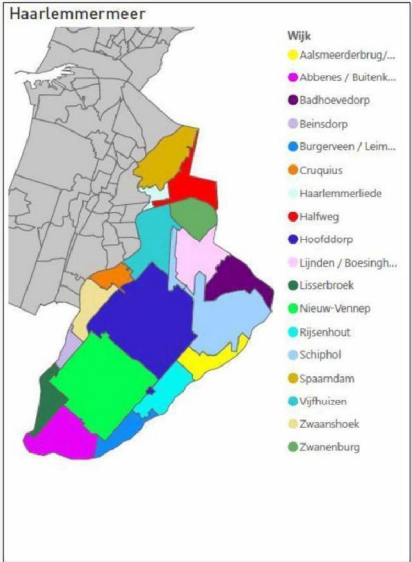 Haarlemmermeer
Wijk
Aalsmeerderbrug/...
Abbenes / Buitenk...
Badhoevedorp
Beinsdorp
Burgerveen / Leim...
Cruquius
Haarlemmerliede
Halfweg
Hoofddorp
Lijnden / Boesingh...
Lisserbroek
Nieuw-Vennep
Rijsenhout
Schiphol
Spaarndam
Vijfhuizen
Zwaanshoek
Zwanenburg